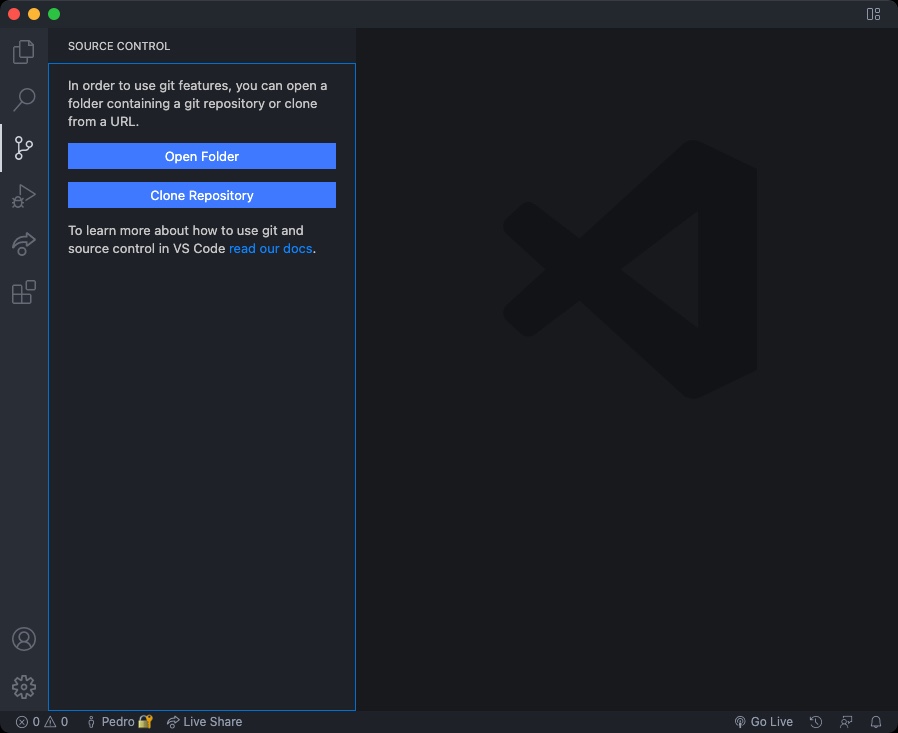 SOURCE CONTROL
In order to use git features, you can open a
folder containing a git repository or clone
from a URL.
Open Folder
Clone Repository
To learn more about how to use git and
source control in VS Code read our docs.
0 0 Pedro 🔐 Live Share Go Live